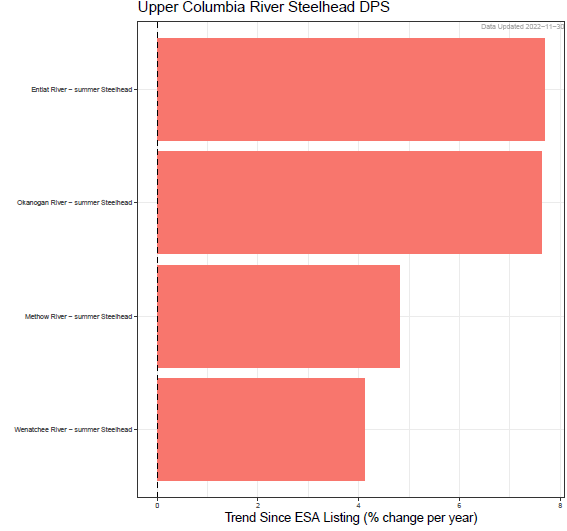 Upper Columbia River Steelhead DPS
Data Updated 2022−11−30
Entiat River − summer Steelhead
Okanogan River − summer Steelhead
Methow River − summer Steelhead
Wenatchee River − summer Steelhead
0 2 4 6 8
Trend Since ESA Listing (% change per year)